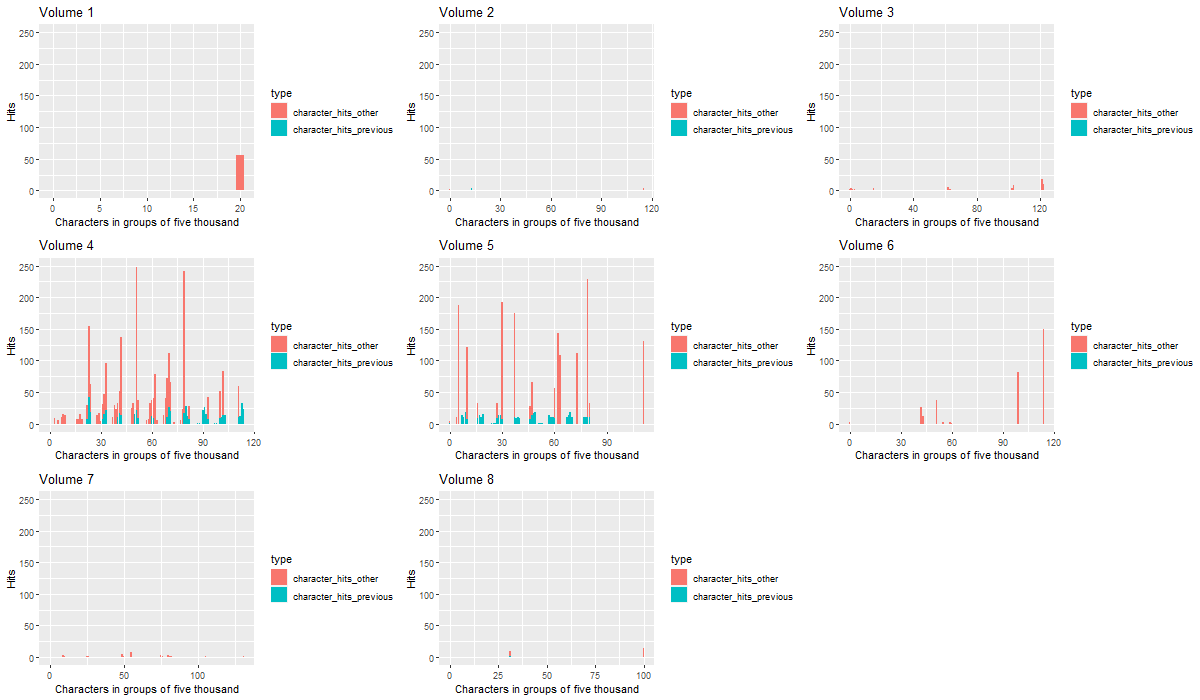 Volume 1
250
200
150
100
50
0
Hits
0 5 10 15 20
Characters in groups of five thousand
type
character_hits_other
character_hits_previous
Volume 2
250
200
150
100
50
0
Hits
0 30 60 90 120
Characters in groups of five thousand
type
character_hits_other
character_hits_previous
Volume 3
250
200
150
100
50
0
Hits
0 40 80 120
Characters in groups of five thousand
type
character_hits_other
character_hits_previous
Volume 4
250
200
150
100
50
0
Hits
0 30 60 90 120
Characters in groups of five thousand
type
character_hits_other
character_hits_previous
Volume 5
250
200
150
100
50
0
Hits
0 30 60 90
Characters in groups of five thousand
type
character_hits_other
character_hits_previous
Volume 6
250
200
150
100
50
0
Hits
0 30 60 90 120
Characters in groups of five thousand
type
character_hits_other
character_hits_previous
Volume 7
250
200
150
100
50
0
Hits
0 50 100
Characters in groups of five thousand
type
character_hits_other
character_hits_previous
Volume 8
250
200
150
100
50
0
Hits
0 25 50 75 100
Characters in groups of five thousand
type
character_hits_other
character_hits_previous